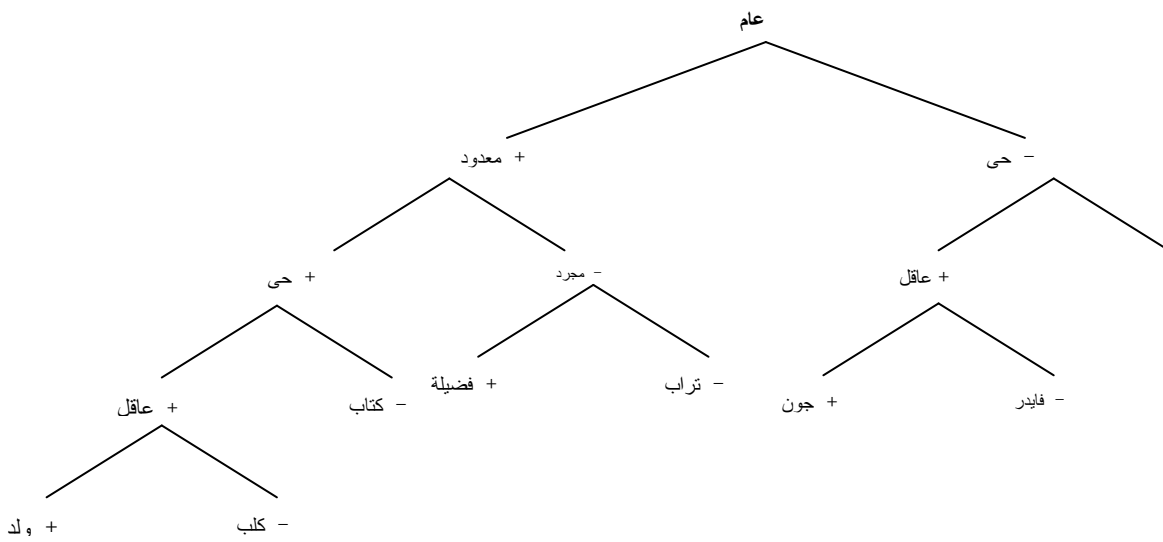 عام
+ معدود
− حى
+ حى
− مجرد
+ عاقل
+ عاقل
− كتاب
+ فضيلة
− تراب
+ جون
− فايدر
+ ولد
− كلب